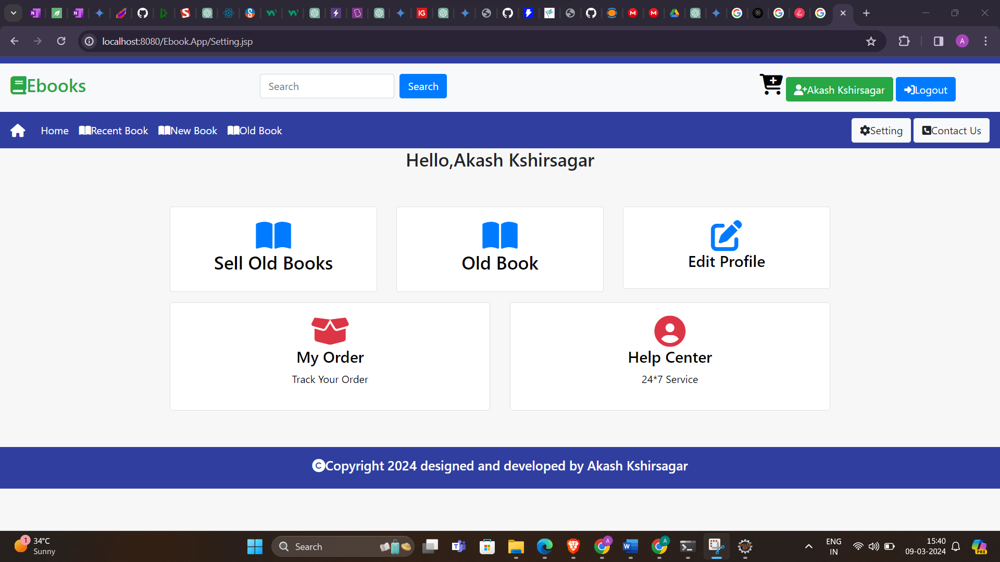 localhost:8080/Ebook.App/Setting.jsp
A
Ebooks
Search
Search
Akash Kshirsagar
Logout
Home
Recent Book
New Book
Old Book
Setting
Contact Us
Hello,Akash Kshirsagar
Sell Old Books
Old Book
Edit Profile
My Order
Track Your Order
Help Center
24*7 Service
Copyright 2024 designed and developed by Akash Kshirsagar
1
34°C
Sunny
Search
ENG
IN
15:40
09-03-2024
PRE